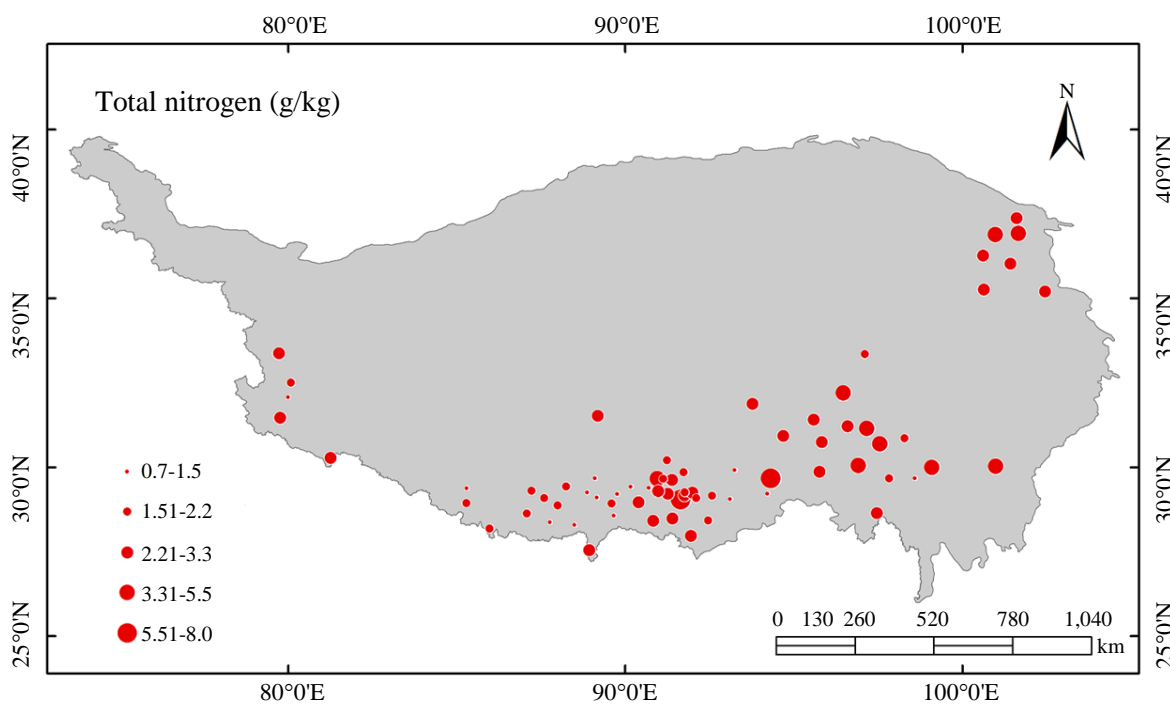 80°0'E 90°0'E 100°0'E
Total nitrogen (g/kg)
N
40°0'N 40°0'N
35°0'N 35°0'N
30°0'N 30°0'N
0.7-1.5
1.51-2.2
2.21-3.3
3.31-5.5
5.51-8.0
25°0'N 25°0'N
0 130 260 520 780 1,040
km
80°0'E 90°0'E 100°0'E